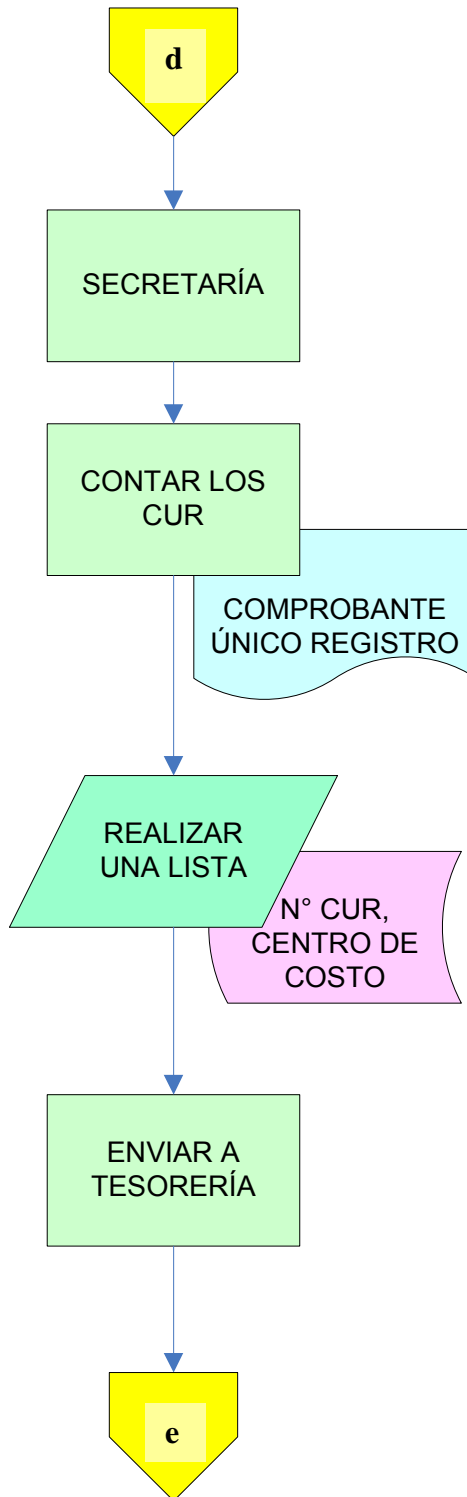 d
SECRETARÍA
CONTAR LOS
CUR
COMPROBANTE
ÚNICO REGISTRO
REALIZAR
UNA LISTA
N° CUR,
CENTRO DE
COSTO
ENVIAR A
TESORERÍA
e